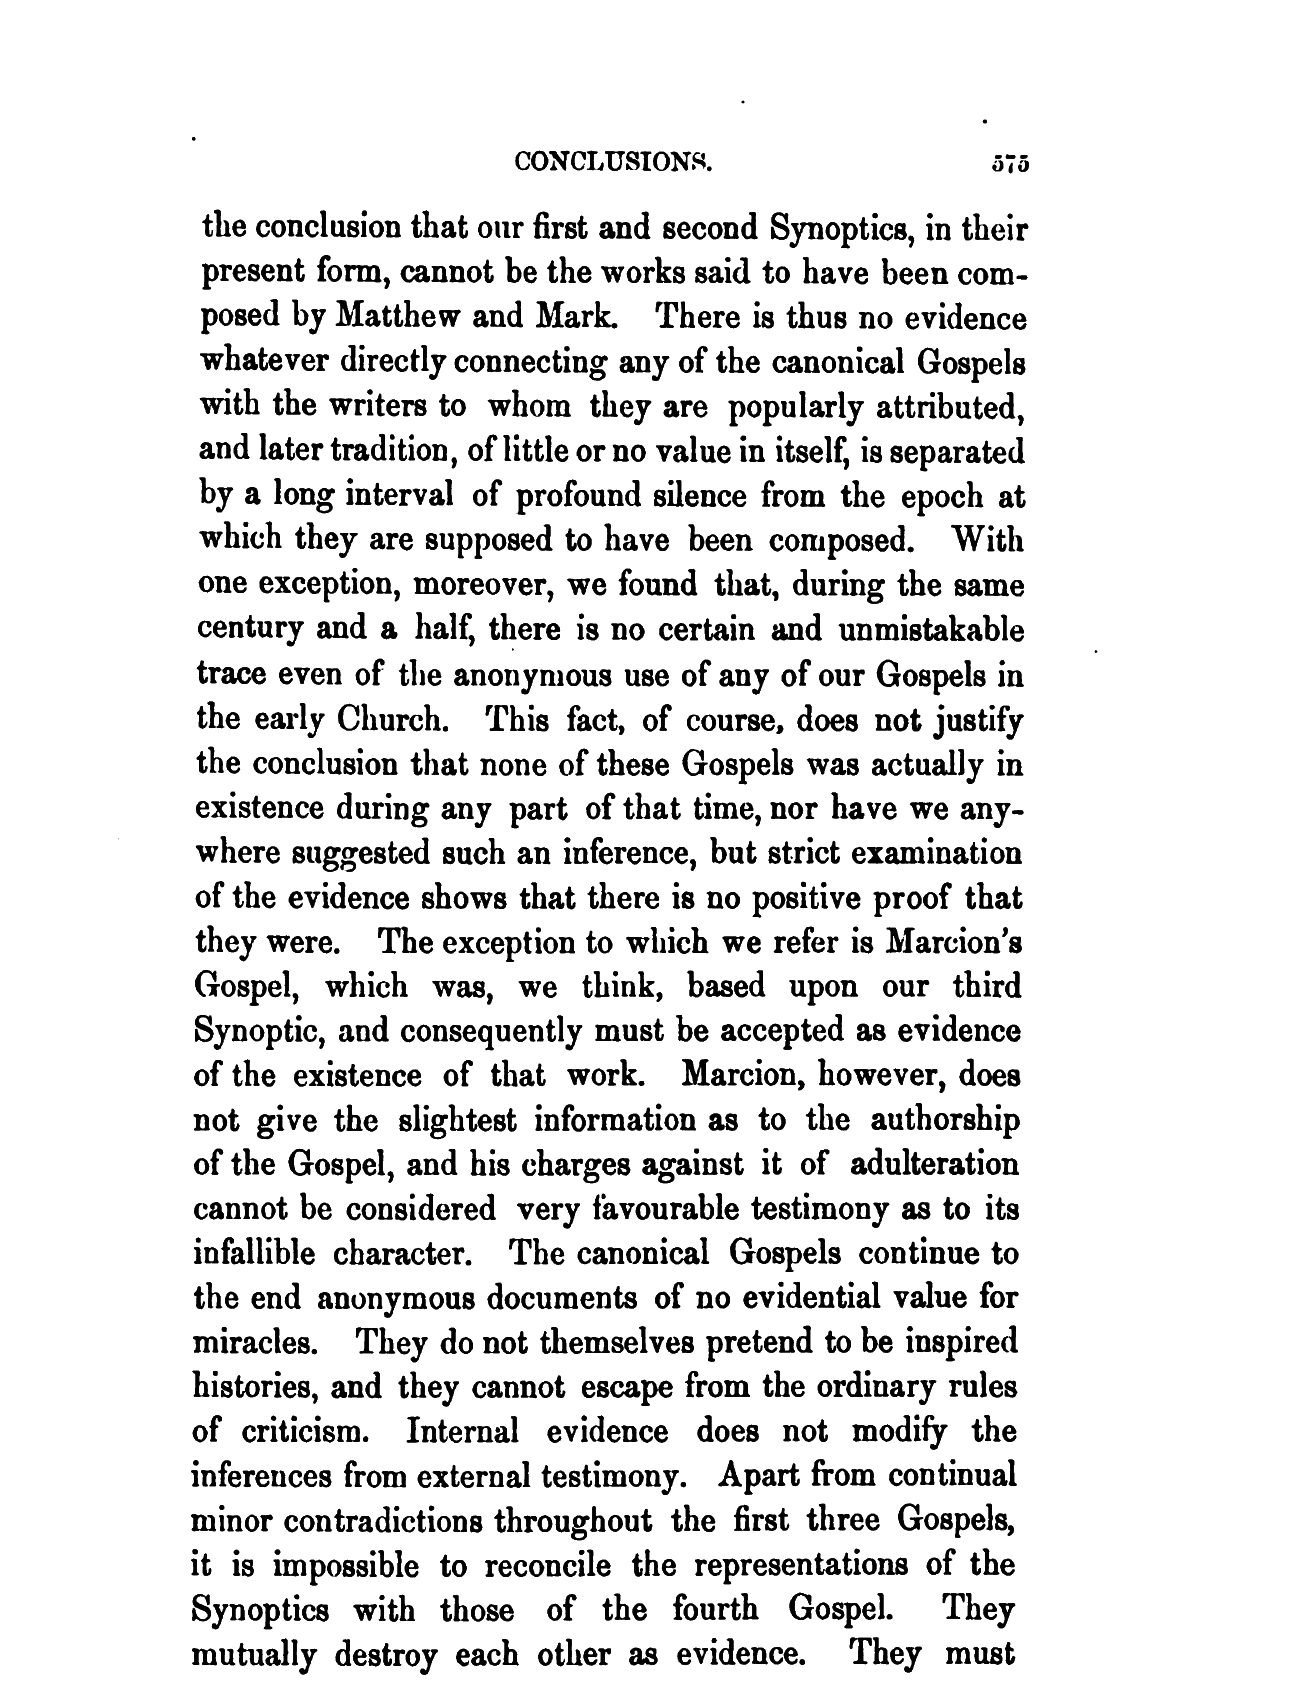 CONCLUSIONS. 575
the conclusion that our first and second Synoptics, in their
present form, cannot be the works said to have been com-
posed by Matthew and Mark. There is thus no evidence
whatever directly connecting any of the canonical Gospels
with the writers to whom they are popularly attributed,
and later tradition, of little or no value in itself, is separated
by a long interval of profound silence from the epoch at
which they are supposed to have been composed. With
one exception, moreover, we found that, during the same
century and a half, there is no certain and unmistakable
trace even of the anonymous use of any of our Gospels in
the early Church. This fact, of course, does not justify
the conclusion that none of these Gospels was actually in
existence during any part of that time, nor have we any-
where suggested such an inference, but strict examination
of the evidence shows that there is no positive proof that
they were. The exception to which we refer is Marcion's
Gospel, which was, we think, based upon our third
Synoptic, and consequently must be accepted as evidence
of the existence of that work. Marcion, however, does
not give the slightest information as to the authorship
of the Gospel, and his charges against it of adulteration
cannot be considered very favourable testimony as to its
infallible character. The canonical Gospels continue to
the end anonymous documents of no evidential value for
miracles. They do not themselves pretend to be inspired
histories, and they cannot escape from the ordinary rules
of criticism. Internal evidence does not modify the
inferences from external testimony. Apart from continual
minor contradictions throughout the first three Gospels,
it is impossible to reconcile the representations of the
Synoptics with those of the fourth Gospel. They
mutually destroy each other as evidence. They must